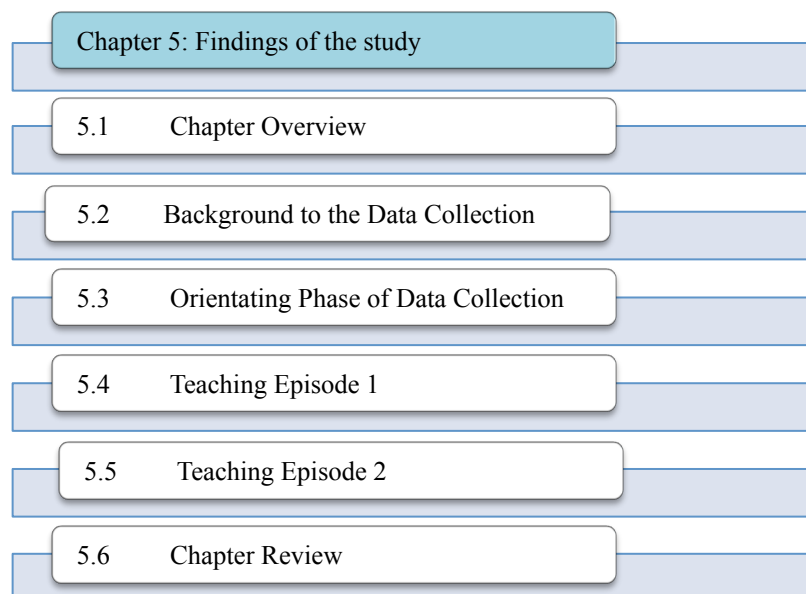 Chapter 5: Findings of the study
5.1 Chapter Overview
5.2 Background to the Data Collection
5.3 Orientating Phase of Data Collection
5.4 Teaching Episode 1
5.5 Teaching Episode 2
5.6 Chapter Review